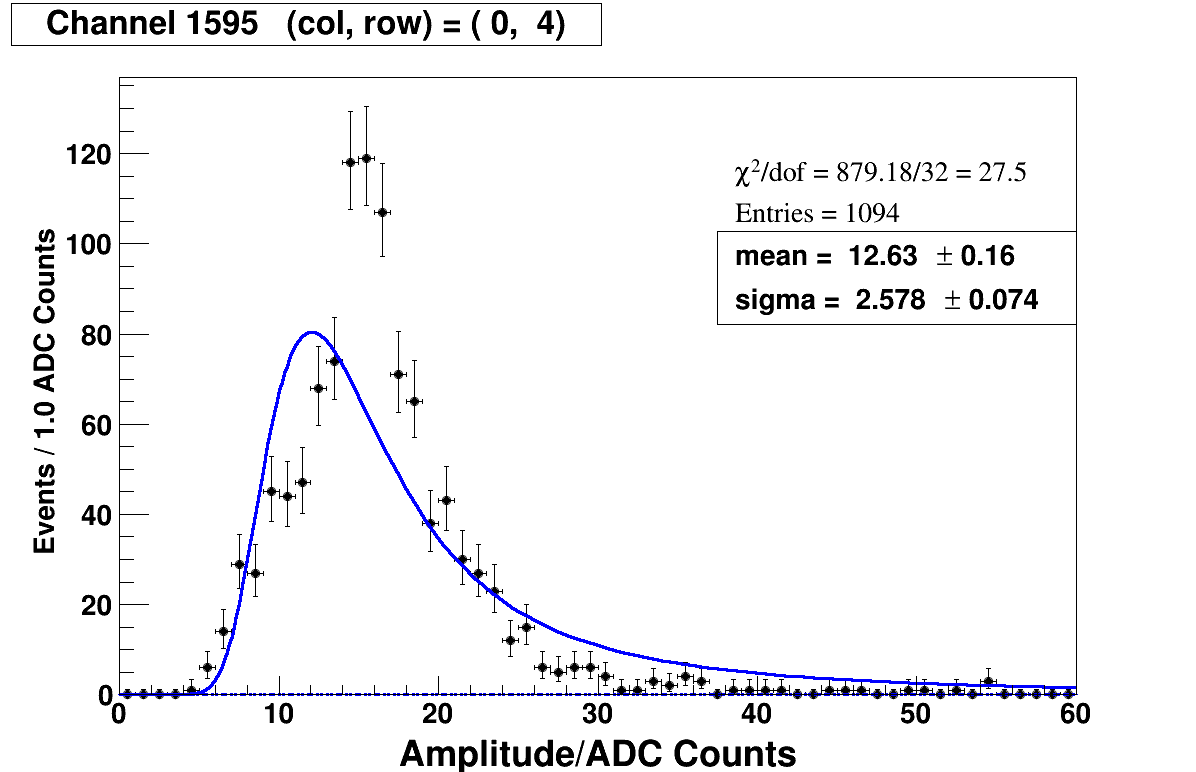 Channel 1595 (col, row) = ( 0, 4)
χ²/dof = 879.18/32 = 27.5
Entries = 1094
mean = 12.63 ± 0.16
sigma = 2.578 ± 0.074
Events / 1.0 ADC Counts
120
100
80
60
40
20
0
0 10 20 30 40 50 60
Amplitude/ADC Counts